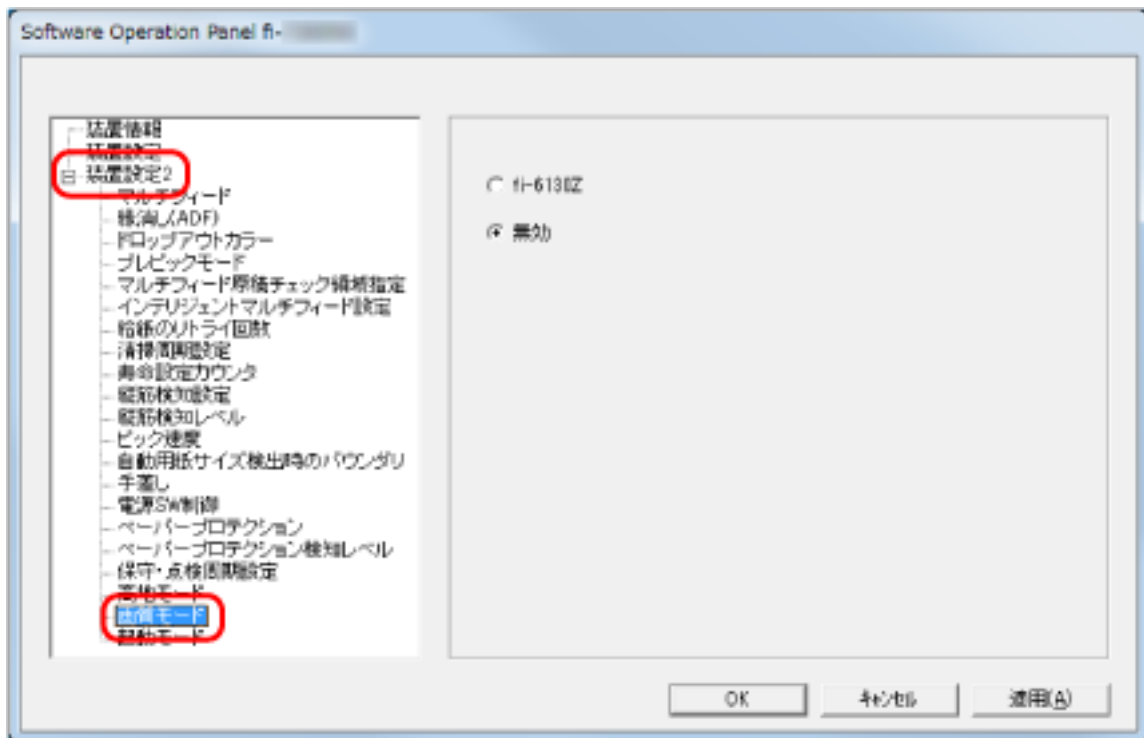 Software Operation Panel fi-
装置情報
装置設定
装置設定2
マルチフィード
縁消し(ADF)
ドロップアウトカラー
プレピックモード
マルチフィード原稿チェック領域指定
インテリジェントマルチフィード設定
給紙のリトライ回数
清掃周期設定
寿命設定カウンタ
縦筋検知設定
縦筋検知レベル
ピック速度
自動用紙サイズ検出時のバウンダリ
手差し
電源SW制御
ペーパープロテクション
ペーパープロテクション検知レベル
保守・点検周期設定
高地モード
画質モード
起動モード
fi-6130Z
無効
OK
キャンセル
適用(A)